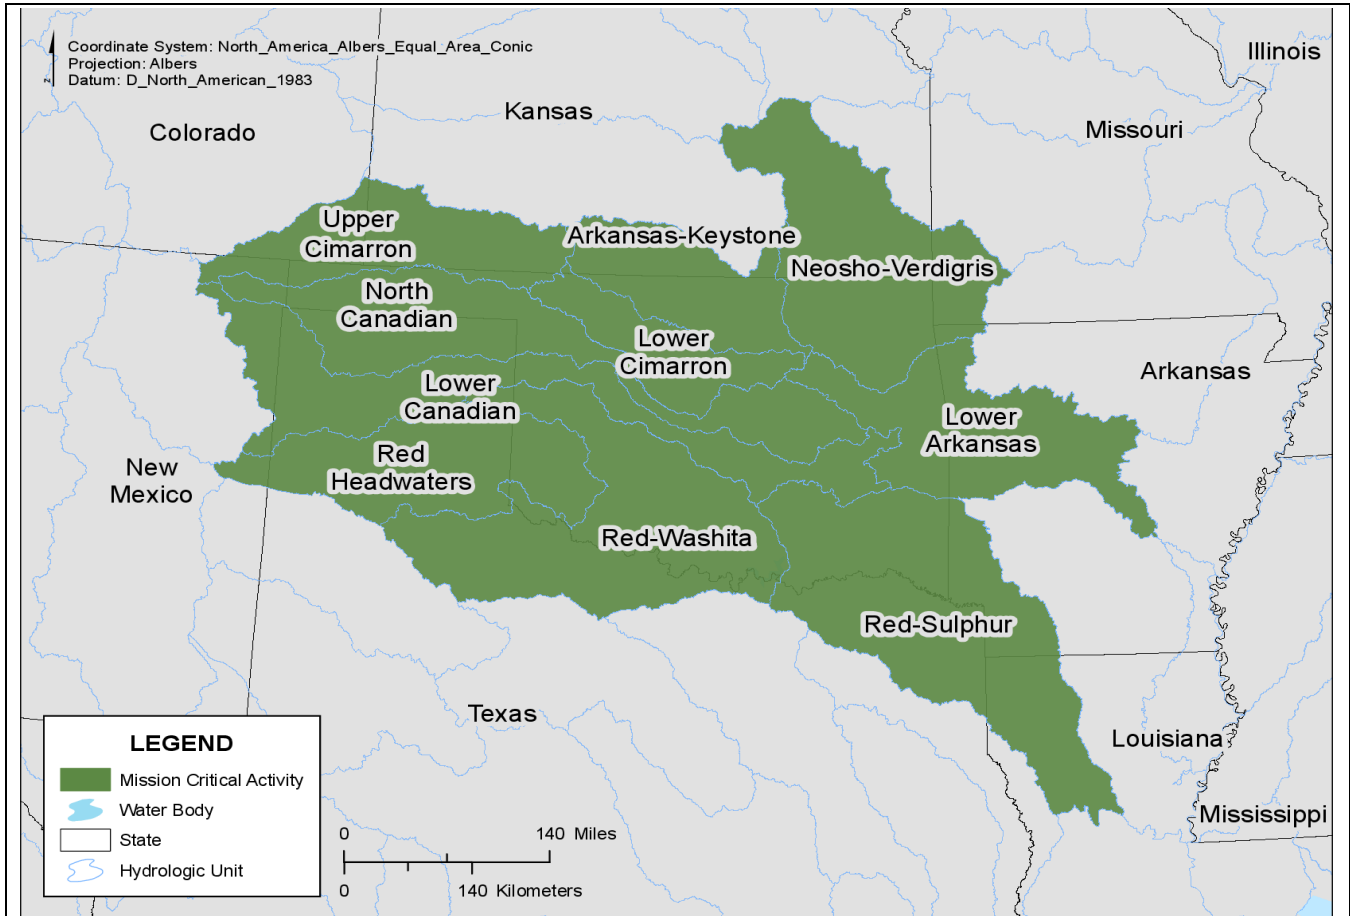 Coordinate System: North_America_Albers_Equal_Area_Conic
Projection: Albers
Datum: D_North_American_1983
N
Illinois
Kansas
Colorado
Missouri
Upper
Cimarron
Arkansas-Keystone
Neosho-Verdigris
North
Canadian
Lower
Cimarron
Arkansas
Lower
Canadian
Lower
Arkansas
Red
Headwaters
New
Mexico
Red-Washita
Red-Sulphur
Texas
Louisiana
Mississippi
LEGEND
Mission Critical Activity
Water Body
State
Hydrologic Unit
0 140 Miles
0 140 Kilometers